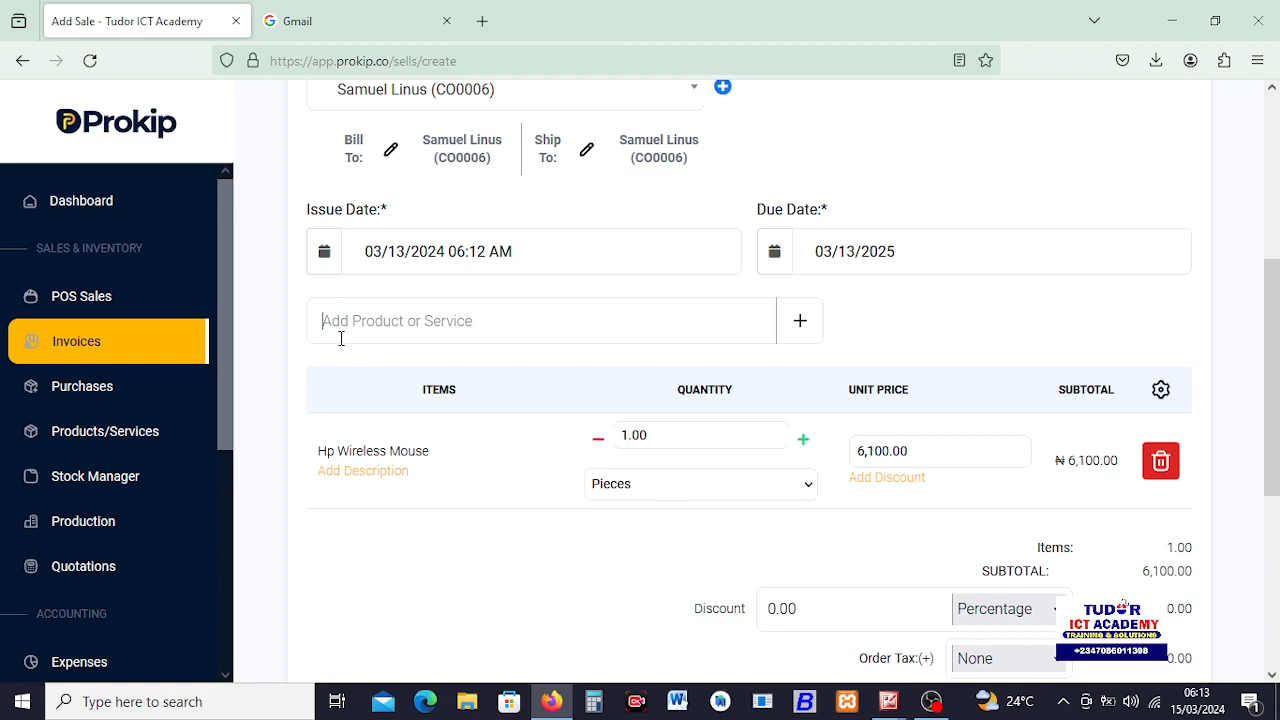 Add Sale - Tudor ICT Academy
Gmail
https://app.prokip.co/sells/create
Prokip
Samuel Linus (CO0006)
Bill To:
Samuel Linus (CO0006)
Ship To:
Samuel Linus (CO0006)
Dashboard
SALES & INVENTORY
POS Sales
Invoices
Purchases
Products/Services
Stock Manager
Production
Quotations
ACCOUNTING
Expenses
Issue Date:*
Due Date:*
03/13/2024 06:12 AM
03/13/2025
Add Product or Service
ITEMS QUANTITY UNIT PRICE SUBTOTAL
Hp Wireless Mouse
Add Description
1.00
Pieces
6,100.00
Add Discount
₦ 6,100.00
Items: 1.00
SUBTOTAL: 6,100.00
Discount 0.00 Percentage 0.00
Order Tax:(+) None 0.00
TUDOR
ICT ACADEMY
TRAINING & SOLUTIONS
+2347086011398
Type here to search
24°C
06:13
15/03/2024